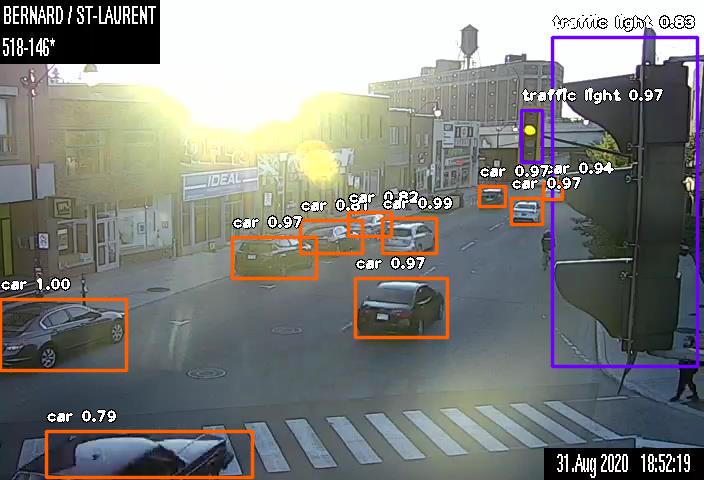 BERNARD / ST-LAURENT
518-146*
traffic light 0.83
traffic light 0.97
car 0.97
car 0.94
car 0.97
car 0.82
car 0.99
car 0.97
IDEAL
car 0.97
car 1.00
car 0.79
31.Aug 2020 18:52:19